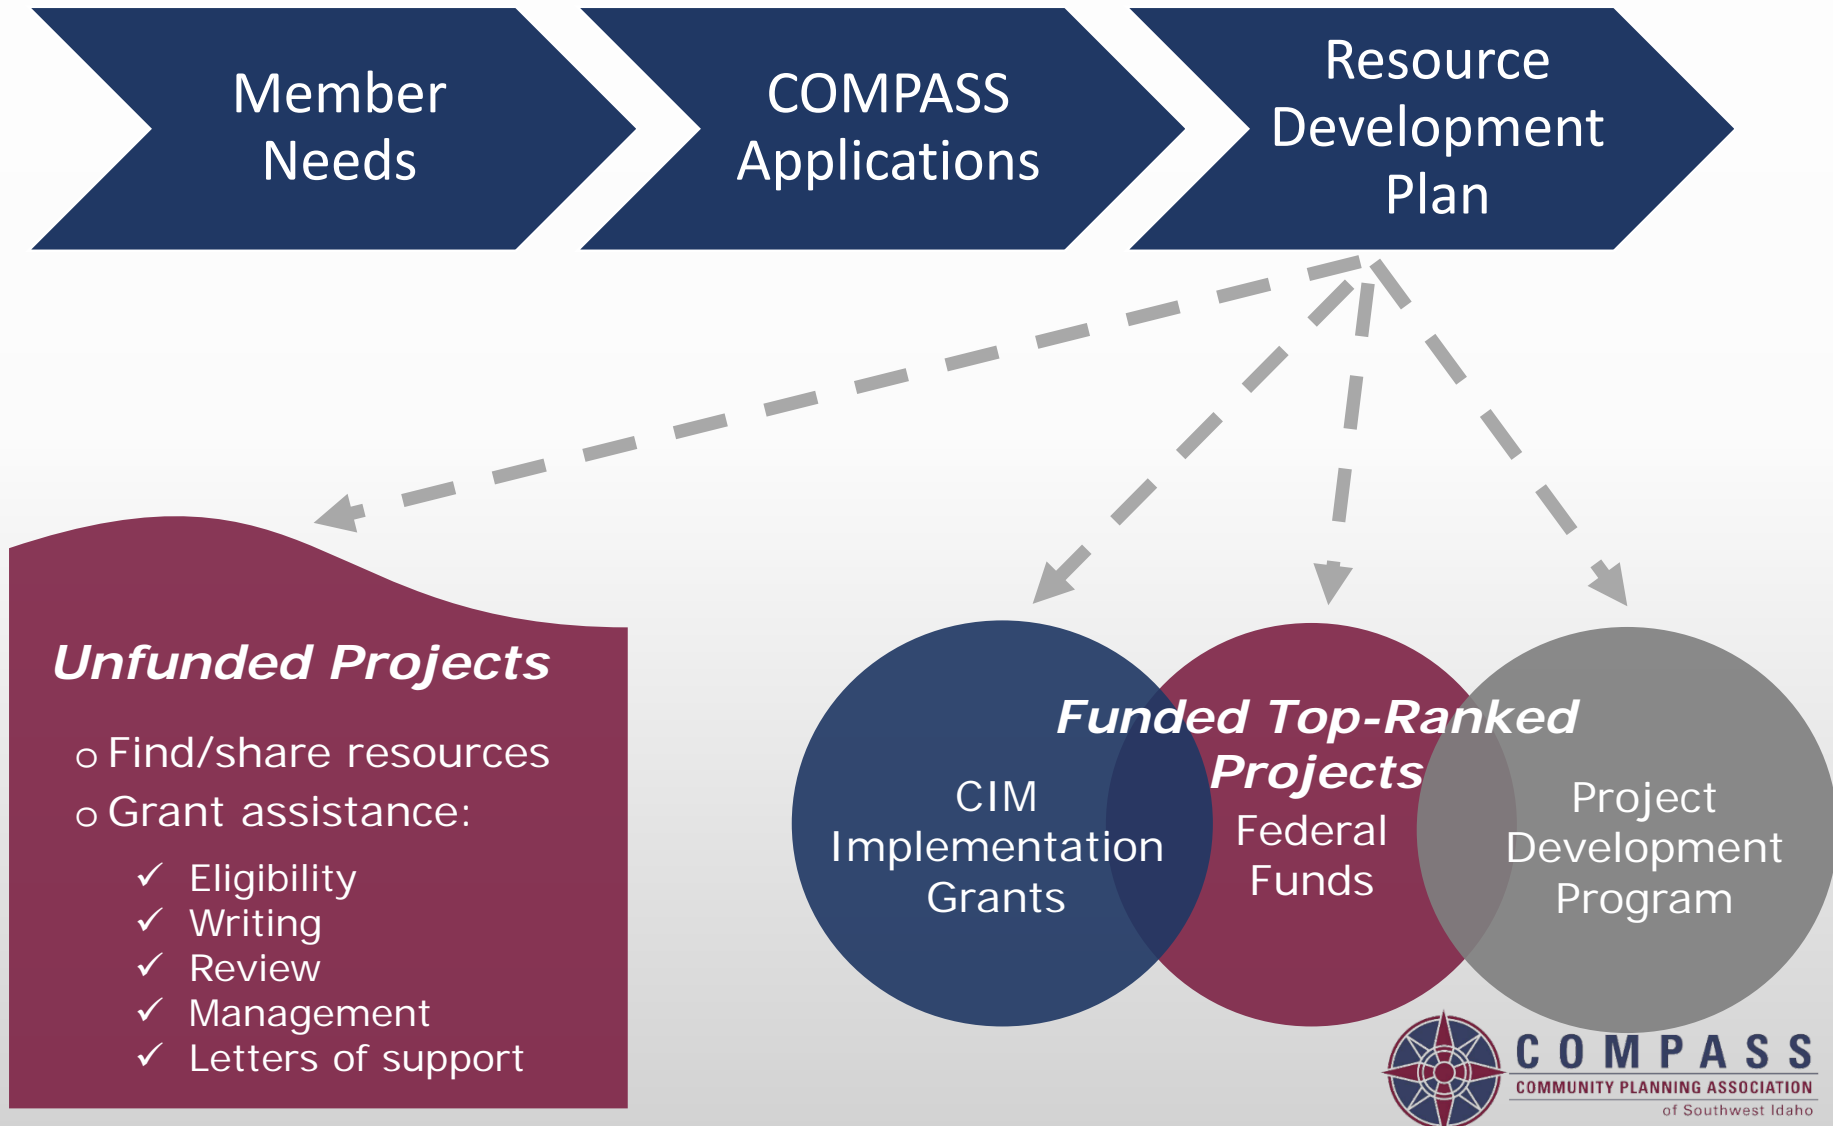 Member
Needs
COMPASS
Applications
Resource
Development
Plan
Unfunded Projects
o Find/share resources
o Grant assistance:
✓ Eligibility
✓ Writing
✓ Review
✓ Management
✓ Letters of support
Funded Top-Ranked
Projects
CIM
Implementation
Grants
Federal
Funds
Project
Development
Program
COMPASS
COMMUNITY PLANNING ASSOCIATION
of Southwest Idaho